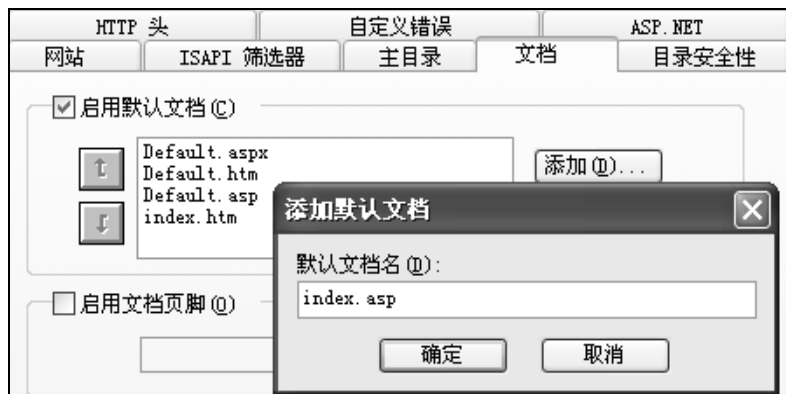 HTTP 头 自定义错误 ASP.NET
网站 ISAPI 筛选器 主目录 文档 目录安全性
启用默认文档(C)
Default.aspx
Default.htm
Default.asp
index.htm
添加(D)...
添加默认文档
默认文档名(D):
index.asp
确定 取消
启用文档页脚(O)